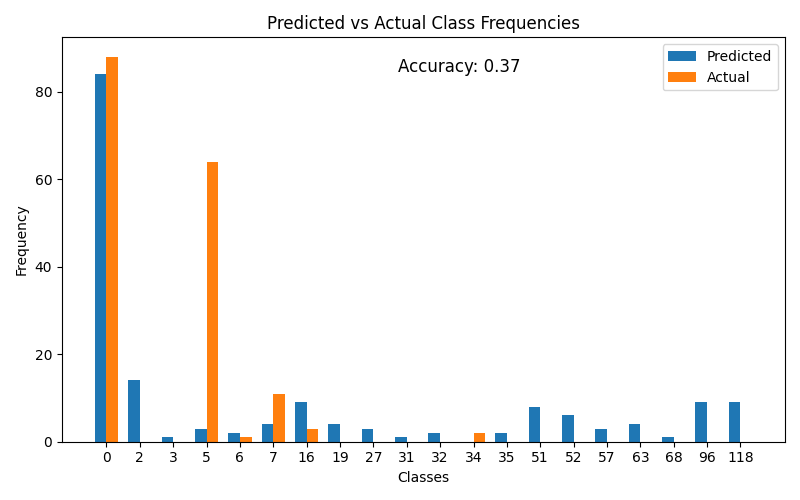 Predicted vs Actual Class Frequencies
Accuracy: 0.37
Predicted
Actual
Frequency
80
60
40
20
0
0 2 3 5 6 7 16 19 27 31 32 34 35 51 52 57 63 68 96 118
Classes